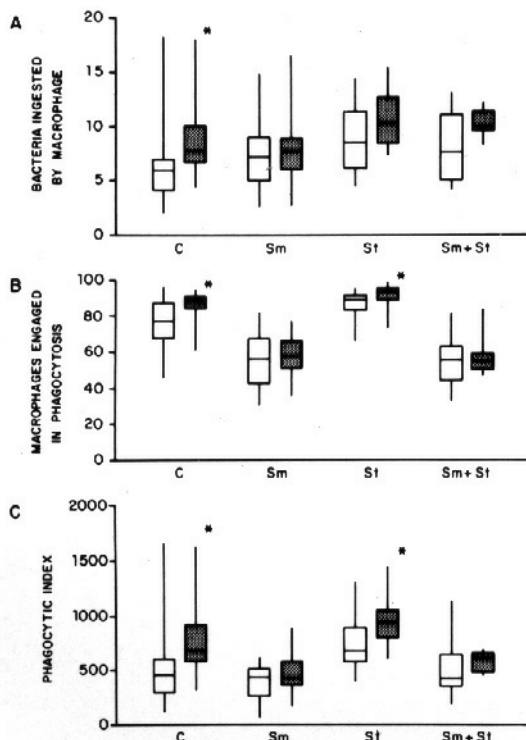 A
BACTERIA INGESTED
BY MACROPHAGE
20
15
10
5
0
*
C Sm St Sm + St
B
MACROPHAGES ENGAGED
IN PHAGOCYTOSIS
100
80
60
40
20
0
*
*
C Sm St Sm + St
C
PHAGOCYTIC INDEX
2000
1500
1000
500
0
*
*
C Sm St Sm + St